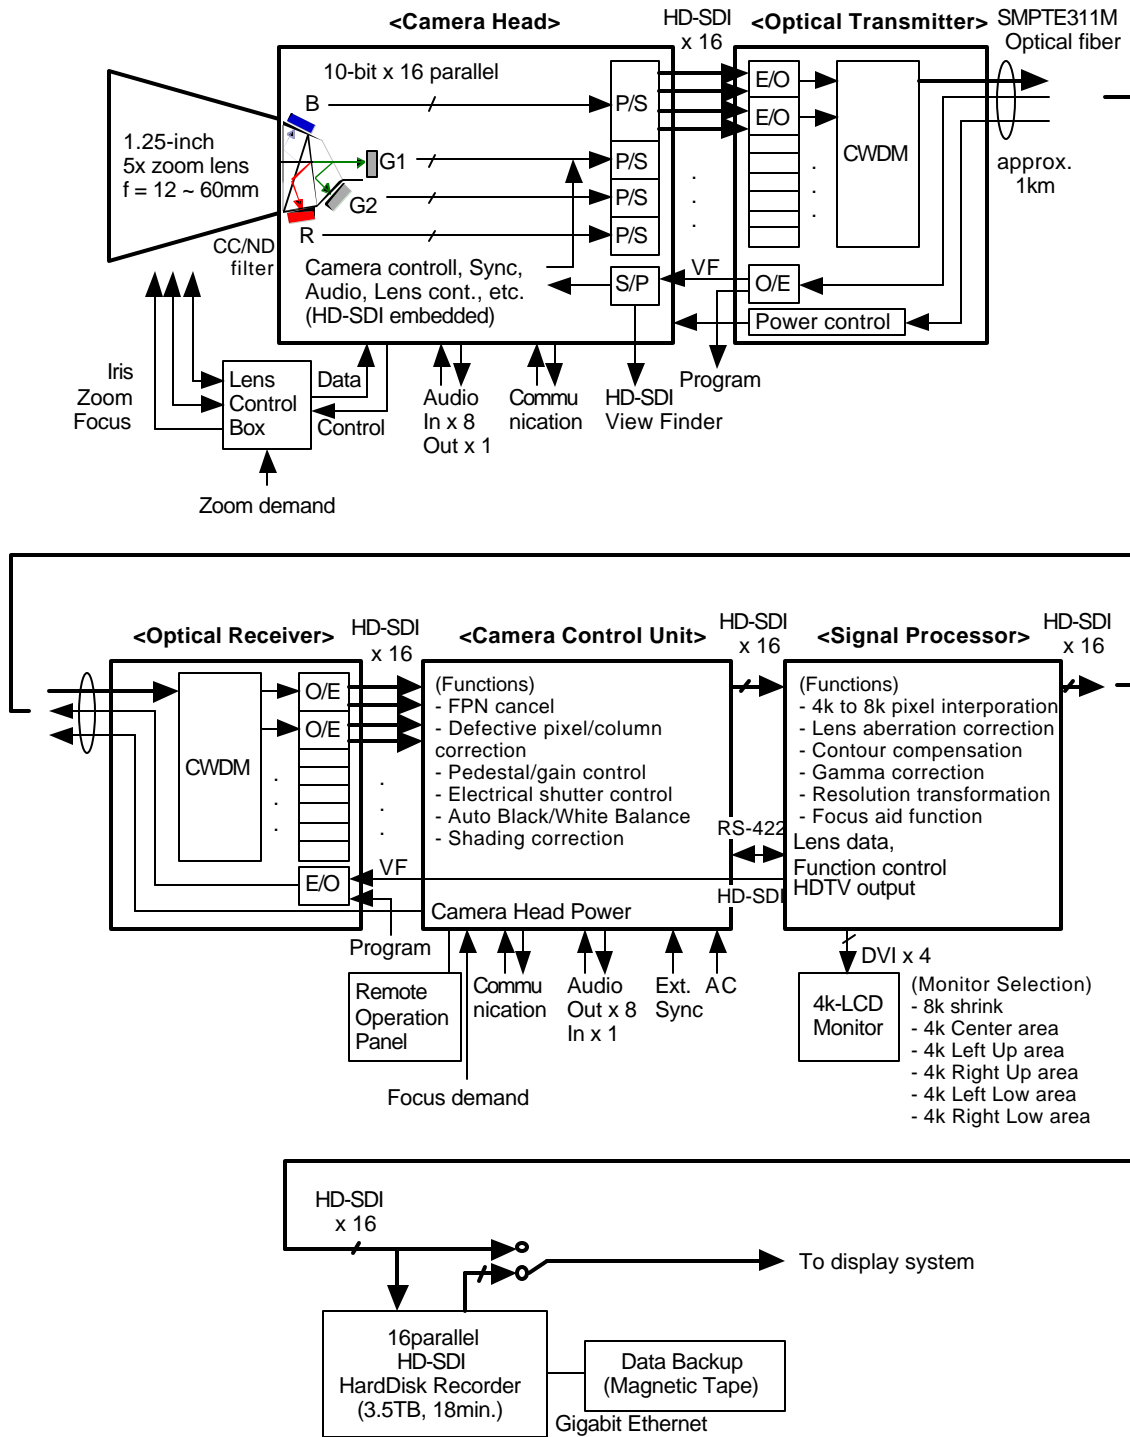 <Camera Head>
HD-SDI
x 16
<Optical Transmitter>
SMPTE311M
Optical fiber
10-bit x 16 parallel
B
P/S
E/O
E/O
CWDM
1.25-inch
5x zoom lens
f = 12 ~ 60mm
G1
P/S
G2
P/S
R
P/S
approx.
1km
CC/ND
filter
Camera controll, Sync,
Audio, Lens cont., etc.
(HD-SDI embedded)
S/P
VF
O/E
Power control
Iris
Zoom
Focus
Lens
Control
Box
Data
Control
Audio
In x 8
Out x 1
Commu
nication
HD-SDI
View Finder
Program
Zoom demand
<Optical Receiver>
HD-SDI
x 16
<Camera Control Unit>
HD-SDI
x 16
<Signal Processor>
HD-SDI
x 16
CWDM
O/E
O/E
(Functions)
- FPN cancel
- Defective pixel/column
correction
- Pedestal/gain control
- Electrical shutter control
- Auto Black/White Balance
- Shading correction
(Functions)
- 4k to 8k pixel interporation
- Lens aberration correction
- Contour compensation
- Gamma correction
- Resolution transformation
- Focus aid function
RS-422
Lens data,
Function control
HDTV output
HD-SDI
E/O
VF
Camera Head Power
Program
Remote
Operation
Panel
Commu
nication
Audio
Out x 8
In x 1
Ext.
Sync
AC
Focus demand
DVI x 4
4k-LCD
Monitor
(Monitor Selection)
- 8k shrink
- 4k Center area
- 4k Left Up area
- 4k Right Up area
- 4k Left Low area
- 4k Right Low area
HD-SDI
x 16
To display system
16parallel
HD-SDI
HardDisk Recorder
(3.5TB, 18min.)
Data Backup
(Magnetic Tape)
Gigabit Ethernet